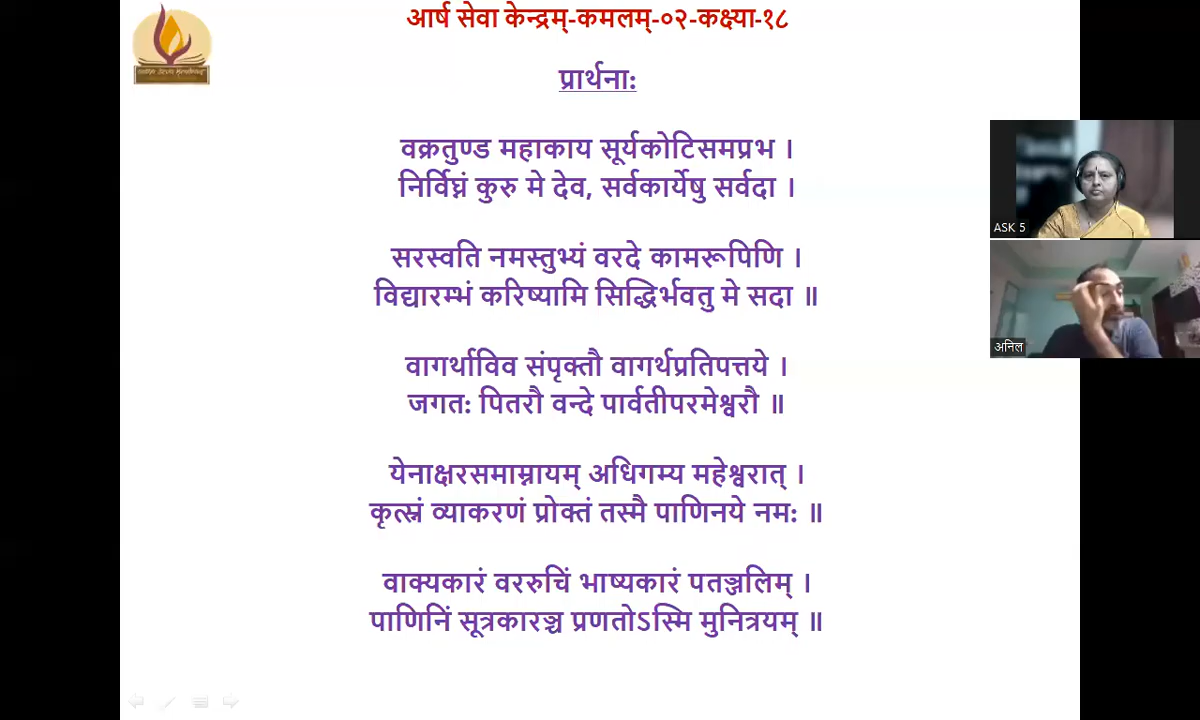 आर्ष सेवा केन्द्रम्-कमलम्-०२-कक्ष्या-१८
प्रार्थनाः
वक्रतुण्ड महाकाय सूर्यकोटिसमप्रभ ।
निर्विघ्नं कुरु मे देव, सर्वकार्येषु सर्वदा ।
सरस्वति नमस्तुभ्यं वरदे कामरूपिणि ।
विद्यारम्भं करिष्यामि सिद्धिर्भवतु मे सदा ॥
वागर्थाविव संपृक्तौ वागर्थप्रतिपत्तये ।
जगतः पितरौ वन्दे पार्वतीपरमेश्वरौ ॥
येनाक्षरसमाम्नायम् अधिगम्य महेश्वरात् ।
कृत्स्नं व्याकरणं प्रोक्तं तस्मै पाणिनये नमः ॥
वाक्यकारं वररुचिं भाष्यकारं पतञ्जलिम् ।
पाणिनिं सूत्रकारञ्च प्रणतोऽस्मि मुनित्रयम् ॥
ASK 5
अनिल